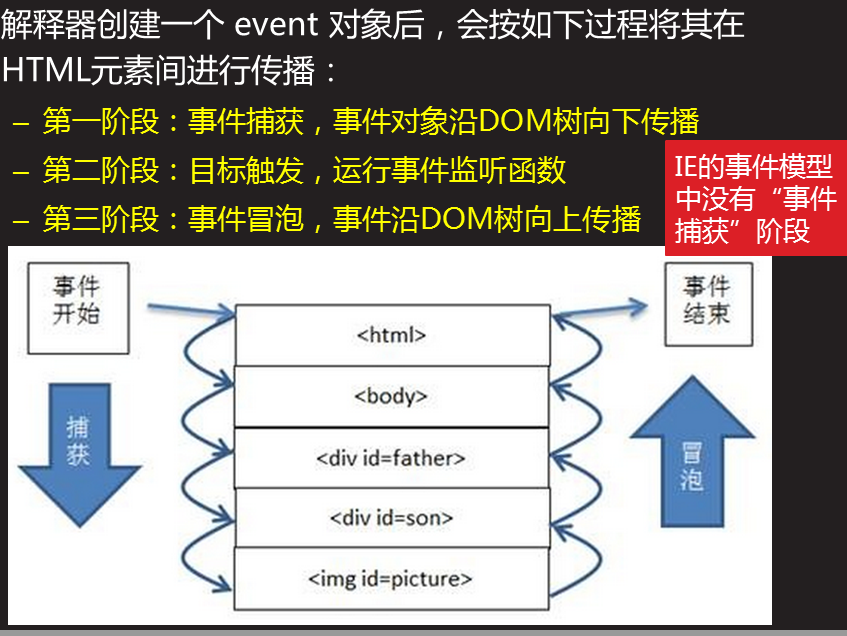 解释器创建一个 event 对象后，会按如下过程将其在
HTML元素间进行传播：
– 第一阶段：事件捕获，事件对象沿DOM树向下传播
– 第二阶段：目标触发，运行事件监听函数
– 第三阶段：事件冒泡，事件沿DOM树向上传播
IE的事件模型
中没有“事件
捕获”阶段
事件
开始
事件
结束
<html>
<body>
<div id=father>
<div id=son>
<img id=picture>
捕
获
冒
泡